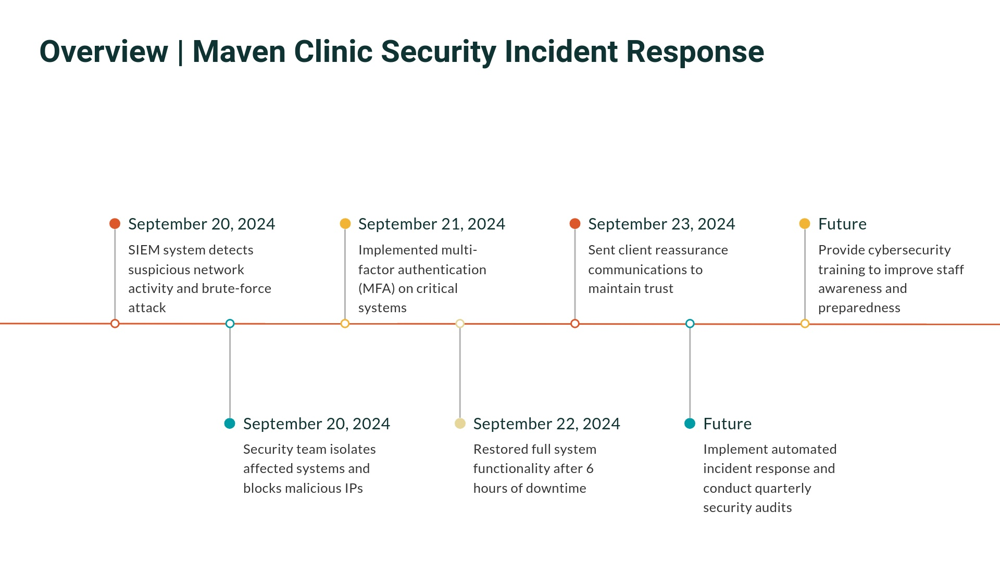 Overview | Maven Clinic Security Incident Response
September 20, 2024
SIEM system detects
suspicious network
activity and brute-force
attack
September 20, 2024
Security team isolates
affected systems and
blocks malicious IPs
September 21, 2024
Implemented multi-
factor authentication
(MFA) on critical
systems
September 22, 2024
Restored full system
functionality after 6
hours of downtime
September 23, 2024
Sent client reassurance
communications to
maintain trust
Future
Implement automated
incident response and
conduct quarterly
security audits
Future
Provide cybersecurity
training to improve staff
awareness and
preparedness